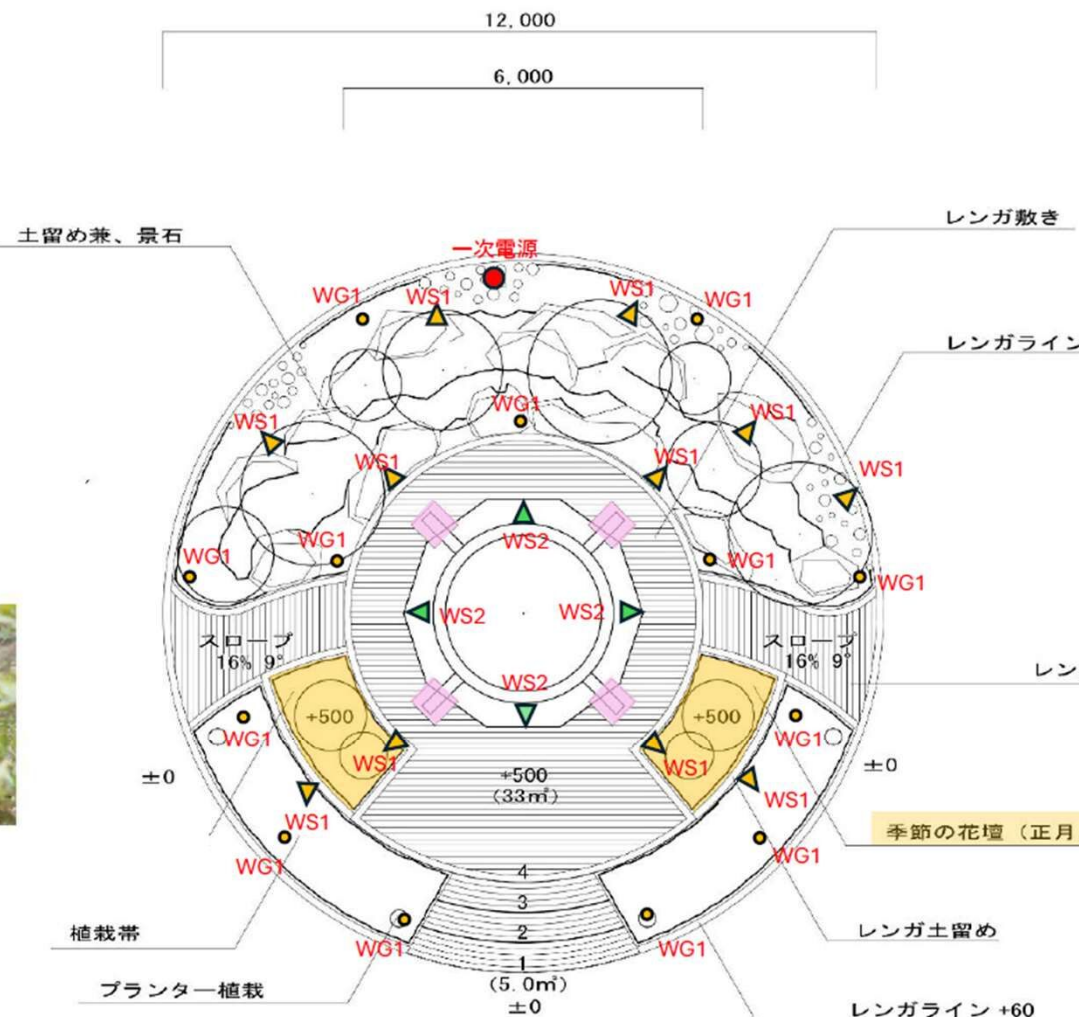 12,000
6,000
レンガ敷き
土留め兼、景石
一次電源
WG1
WS1
WS1
WG1
レンガライン
WG1
WS1
WS1
WS1
WS1
WS1
WS2
WG1
WG1
WG1
WG1
WS2
WS2
スロープ
16% 9°
スロープ
16% 9°
レン
WS2
+500
+500
WG1
WG1
WS1
WS1
±0
±0
+500
(33㎡)
WS1
WS1
季節の花壇（正月
WG1
WG1
4
3
2
1
植栽帯
レンガ土留め
WG1
WG1
(5.0㎡)
プランター植栽
±0
レンガライン +60